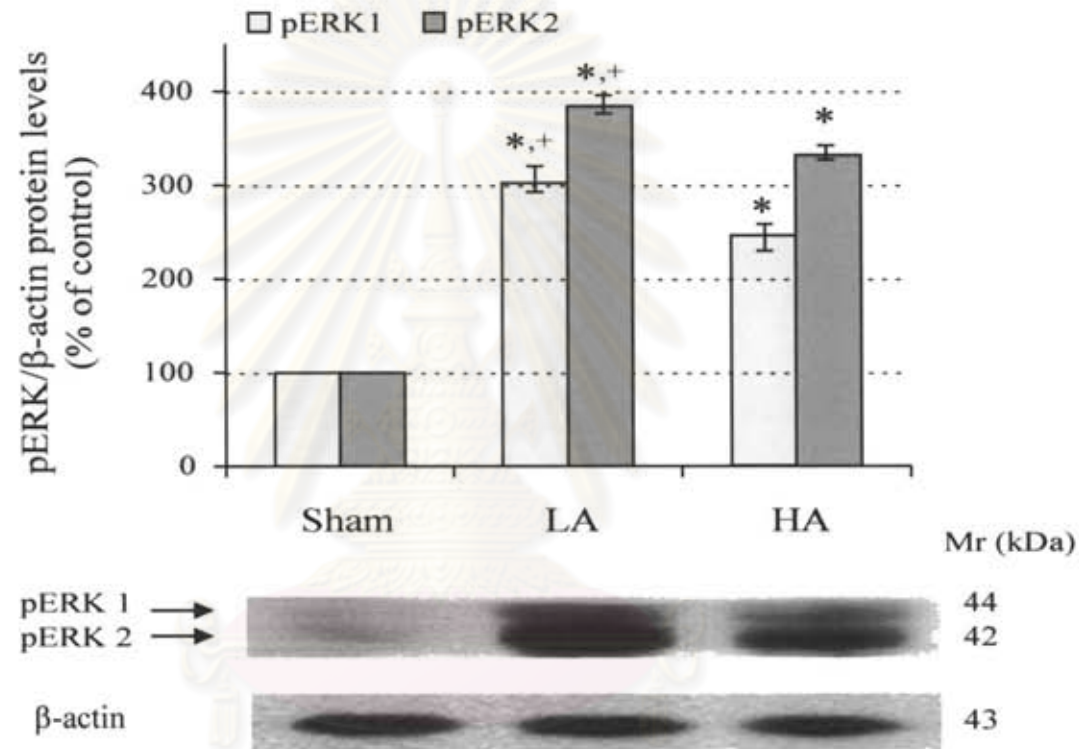 pERK1 pERK2
pERK/β-actin protein levels
(% of control)
400
300
200
100
0
*,+
*,+
*
*
Sham LA HA
Mr (kDa)
pERK 1 44
pERK 2 42
β-actin 43